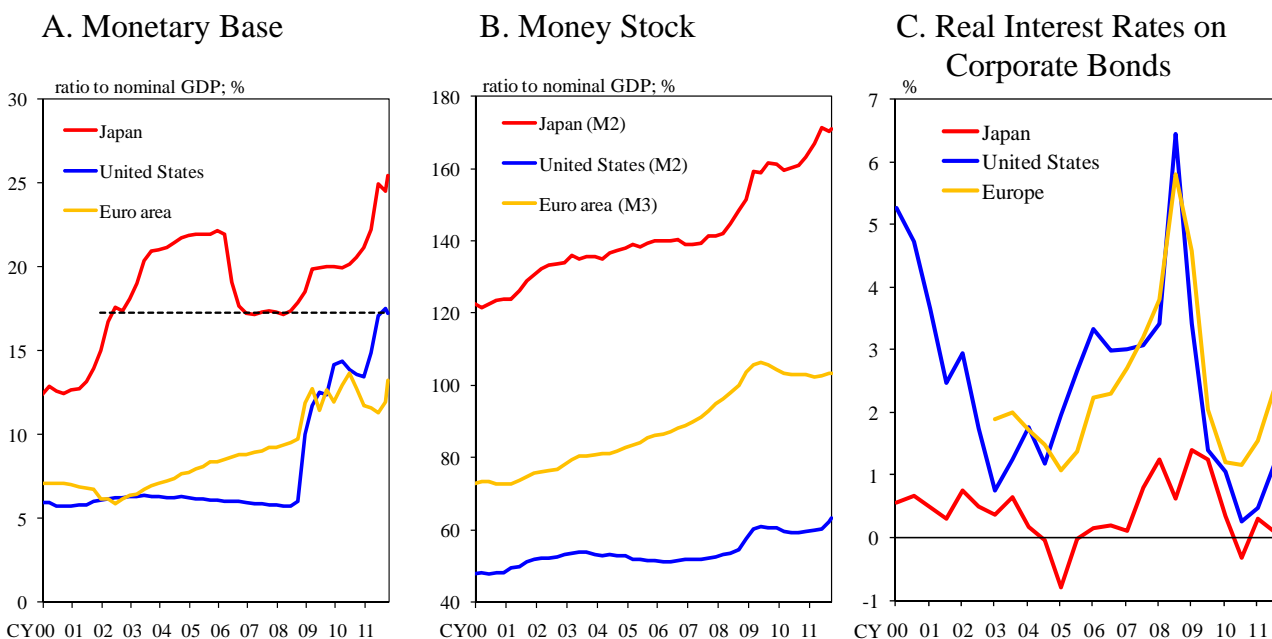 A. Monetary Base
ratio to nominal GDP; %
30
25
20
15
10
5
0
Japan
United States
Euro area
CY00 01 02 03 04 05 06 07 08 09 10 11
B. Money Stock
ratio to nominal GDP; %
180
160
140
120
100
80
60
40
Japan (M2)
United States (M2)
Euro area (M3)
CY00 01 02 03 04 05 06 07 08 09 10 11
C. Real Interest Rates on
Corporate Bonds
%
7
6
5
4
3
2
1
0
-1
Japan
United States
Europe
CY 00 01 02 03 04 05 06 07 08 09 10 11